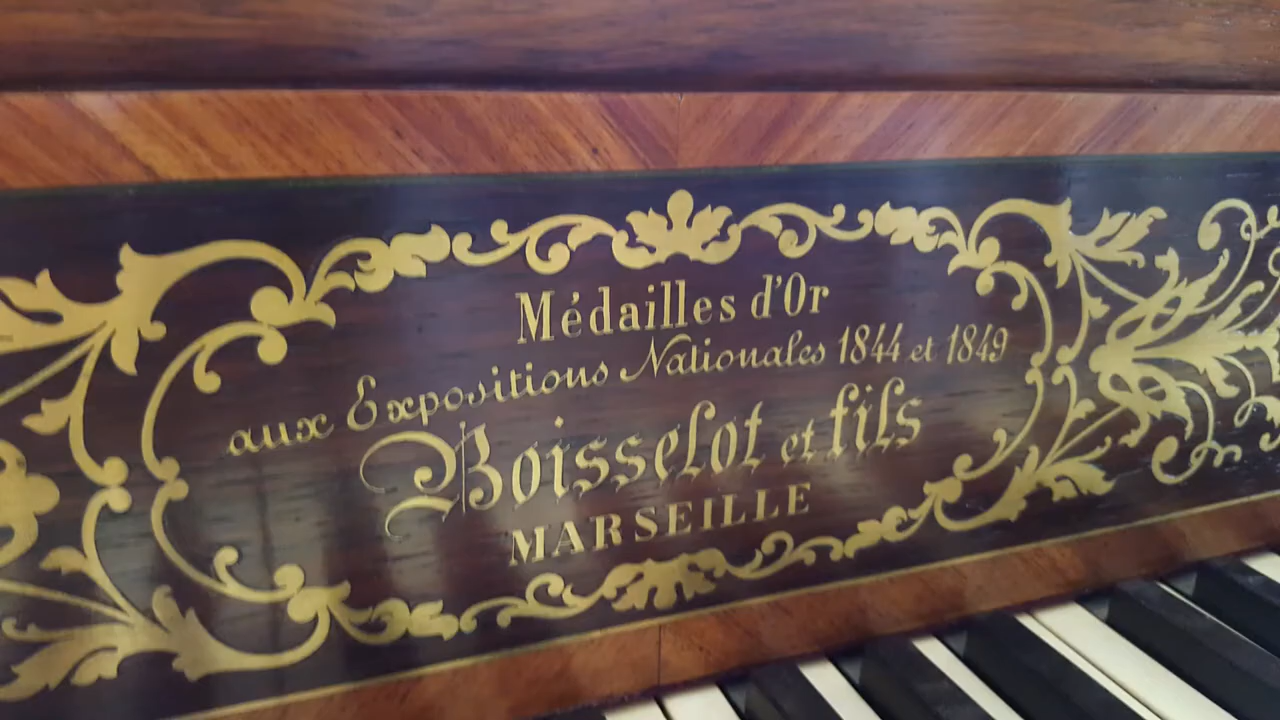 Médailles d'Or
aux Expositions Nationales 1844 et 1849
Boisselot et fils
MARSEILLE